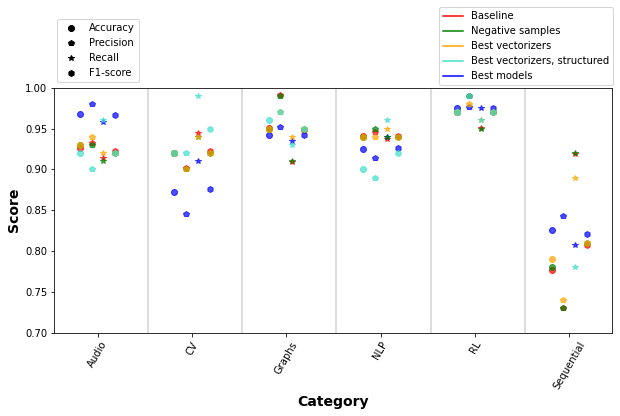 Accuracy
Precision
Recall
F1-score
Baseline
Negative samples
Best vectorizers
Best vectorizers, structured
Best models
Score
1.00
0.95
0.90
0.85
0.80
0.75
0.70
Audio
CV
Graphs
NLP
RL
Sequential
Category